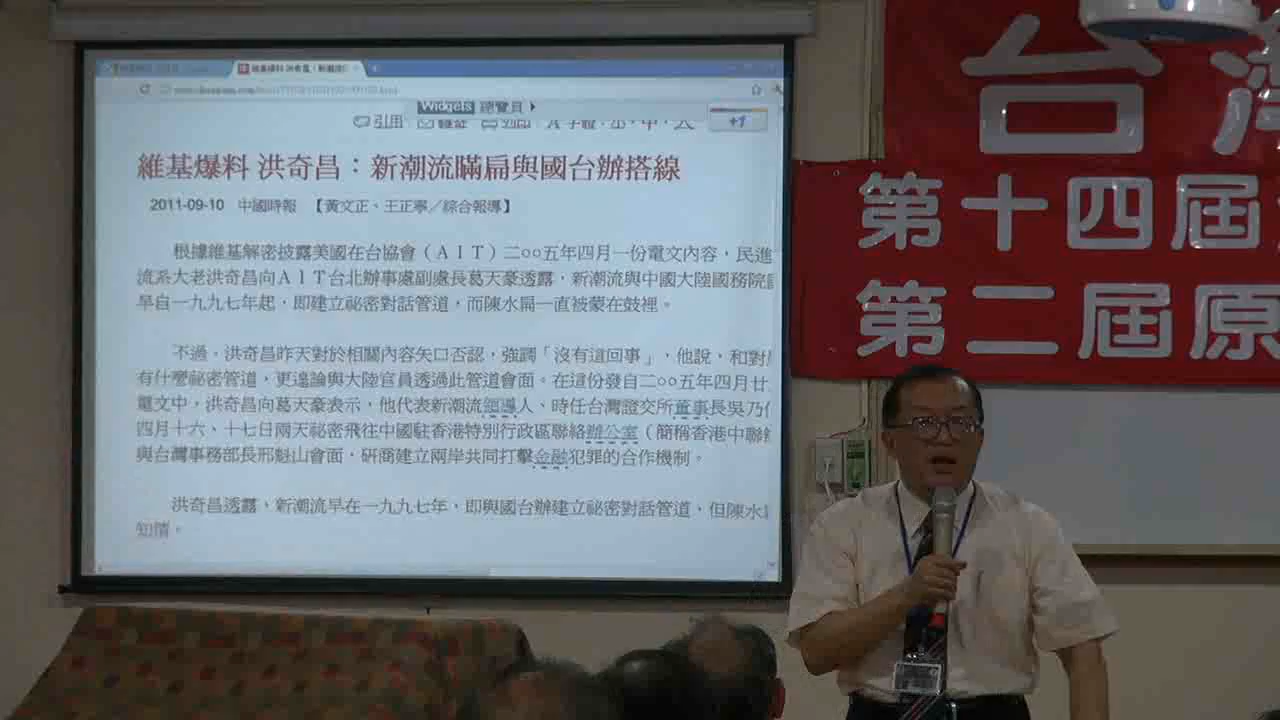 Widgets 總覽頁
引用
+1
維基爆料 洪奇昌：新潮流瞞扁與國台辦搭線
2011-09-10 中國時報 【黃文正、王正寧／綜合報導】
根據維基解密披露美國在台協會（ＡＩＴ）二○○五年四月一份電文內容，民進
流系大老洪奇昌向ＡＩＴ台北辦事處副處長葛天豪透露，新潮流與中國大陸國務院
早自一九九七年起，即建立祕密對話管道，而陳水扁一直被蒙在鼓裡。
不過，洪奇昌昨天對於相關內容矢口否認，強調「沒有這回事」，他說，和對
有什麼祕密管道，更遑論與大陸官員透過此管道會面。在這份發自二○○五年四月廿
電文中，洪奇昌向葛天豪表示，他代表新潮流領導人、時任台灣證交所董事長吳乃
四月十六、十七日兩天祕密飛往中國駐香港特別行政區聯絡辦公室（簡稱香港中聯
與台灣事務部長邢魁山會面，研商建立兩岸共同打擊金融犯罪的合作機制。
洪奇昌透露，新潮流早在一九九七年，即與國台辦建立祕密對話管道，但陳水
知情。
台灣
第十四屆
第二屆原